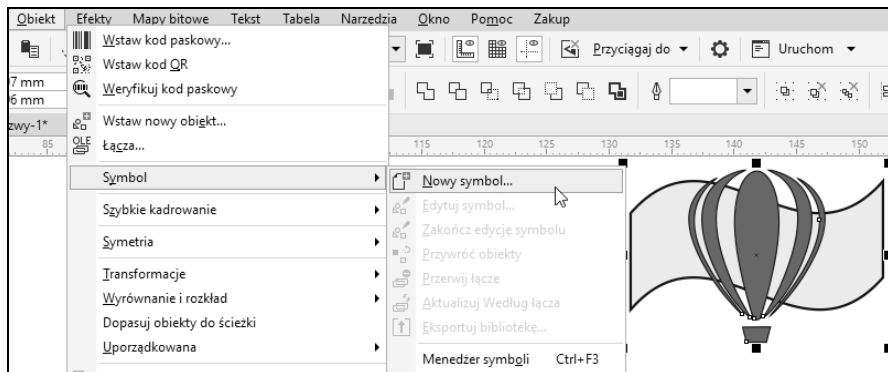 Obiekt Efekty Mapy bitowe Tekst Tabela Narzędzia Okno Pomoc Zakup
Wstaw kod paskowy...
Wstaw kod QR
Weryfikuj kod paskowy
Wstaw nowy obiekt...
Łącza...
Symbol
Szybkie kadrowanie
Symetria
Transformacje
Wyrównanie i rozkład
Dopasuj obiekty do ścieżki
Uporządkowana
Przyciągaj do
Uruchom
7 mm
6 mm
zwy-1*
OLE
85 115 120 125 130 135 140 145 150
Nowy symbol...
Edytuj symbol...
Zakończ edycję symbolu
Przywróć obiekty
Przerwij łącze
Aktualizuj Według łącza
Eksportuj bibliotekę...
Menedżer symboli Ctrl+F3